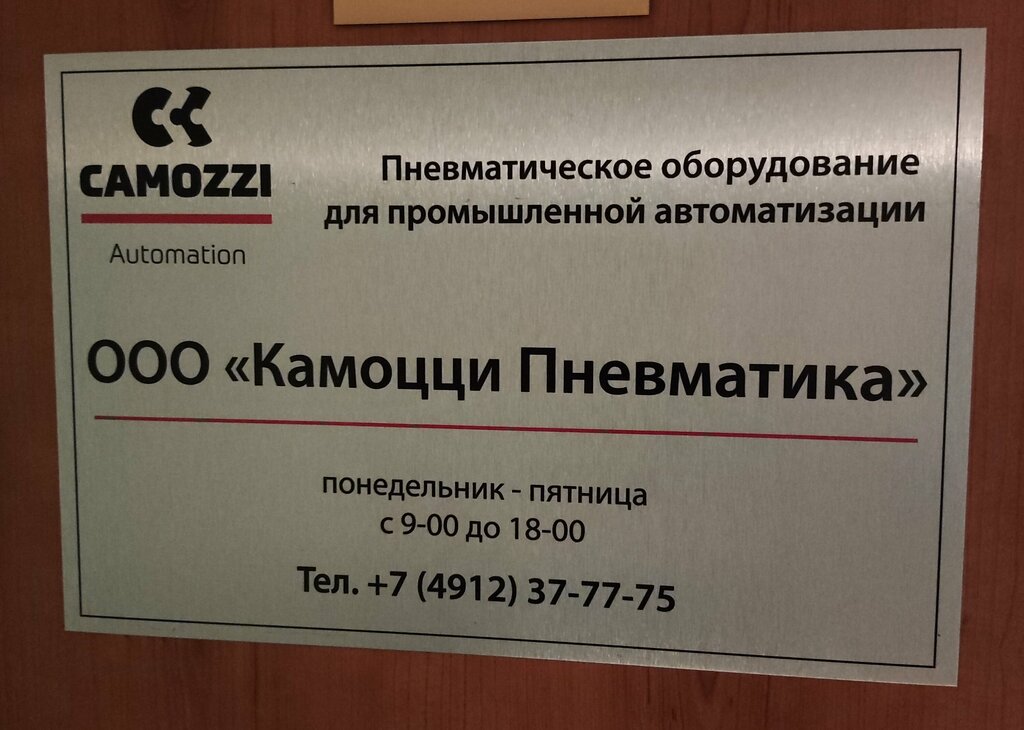 CAMOZZI
Automation
Пневматическое оборудование
для промышленной автоматизации
ООО «Камоцци Пневматика»
понедельник - пятница
с 9-00 до 18-00
Тел. +7 (4912) 37-77-75